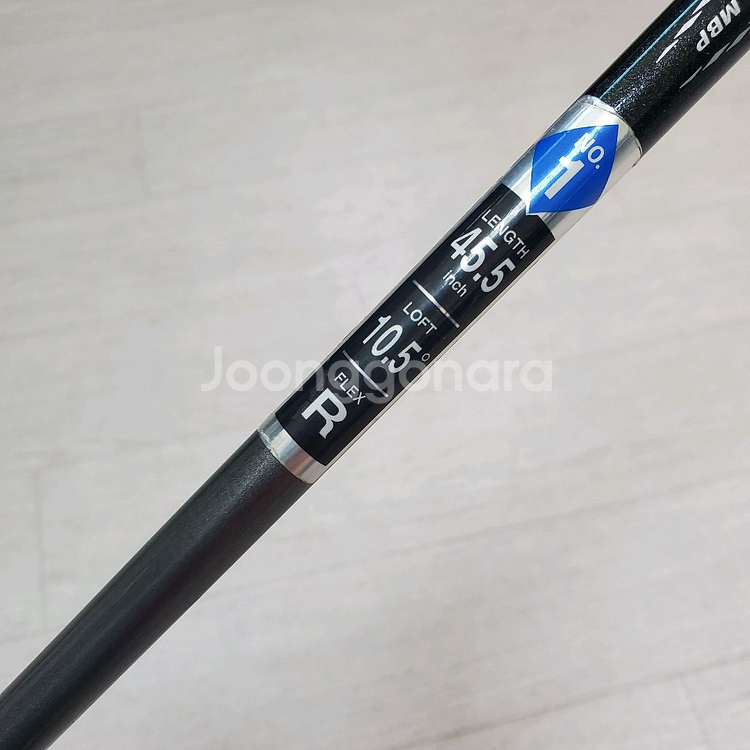 MBP
NO.
1
LENGTH
45.5
inch
LOFT
10.5°
FLEX
R
Joonggonara